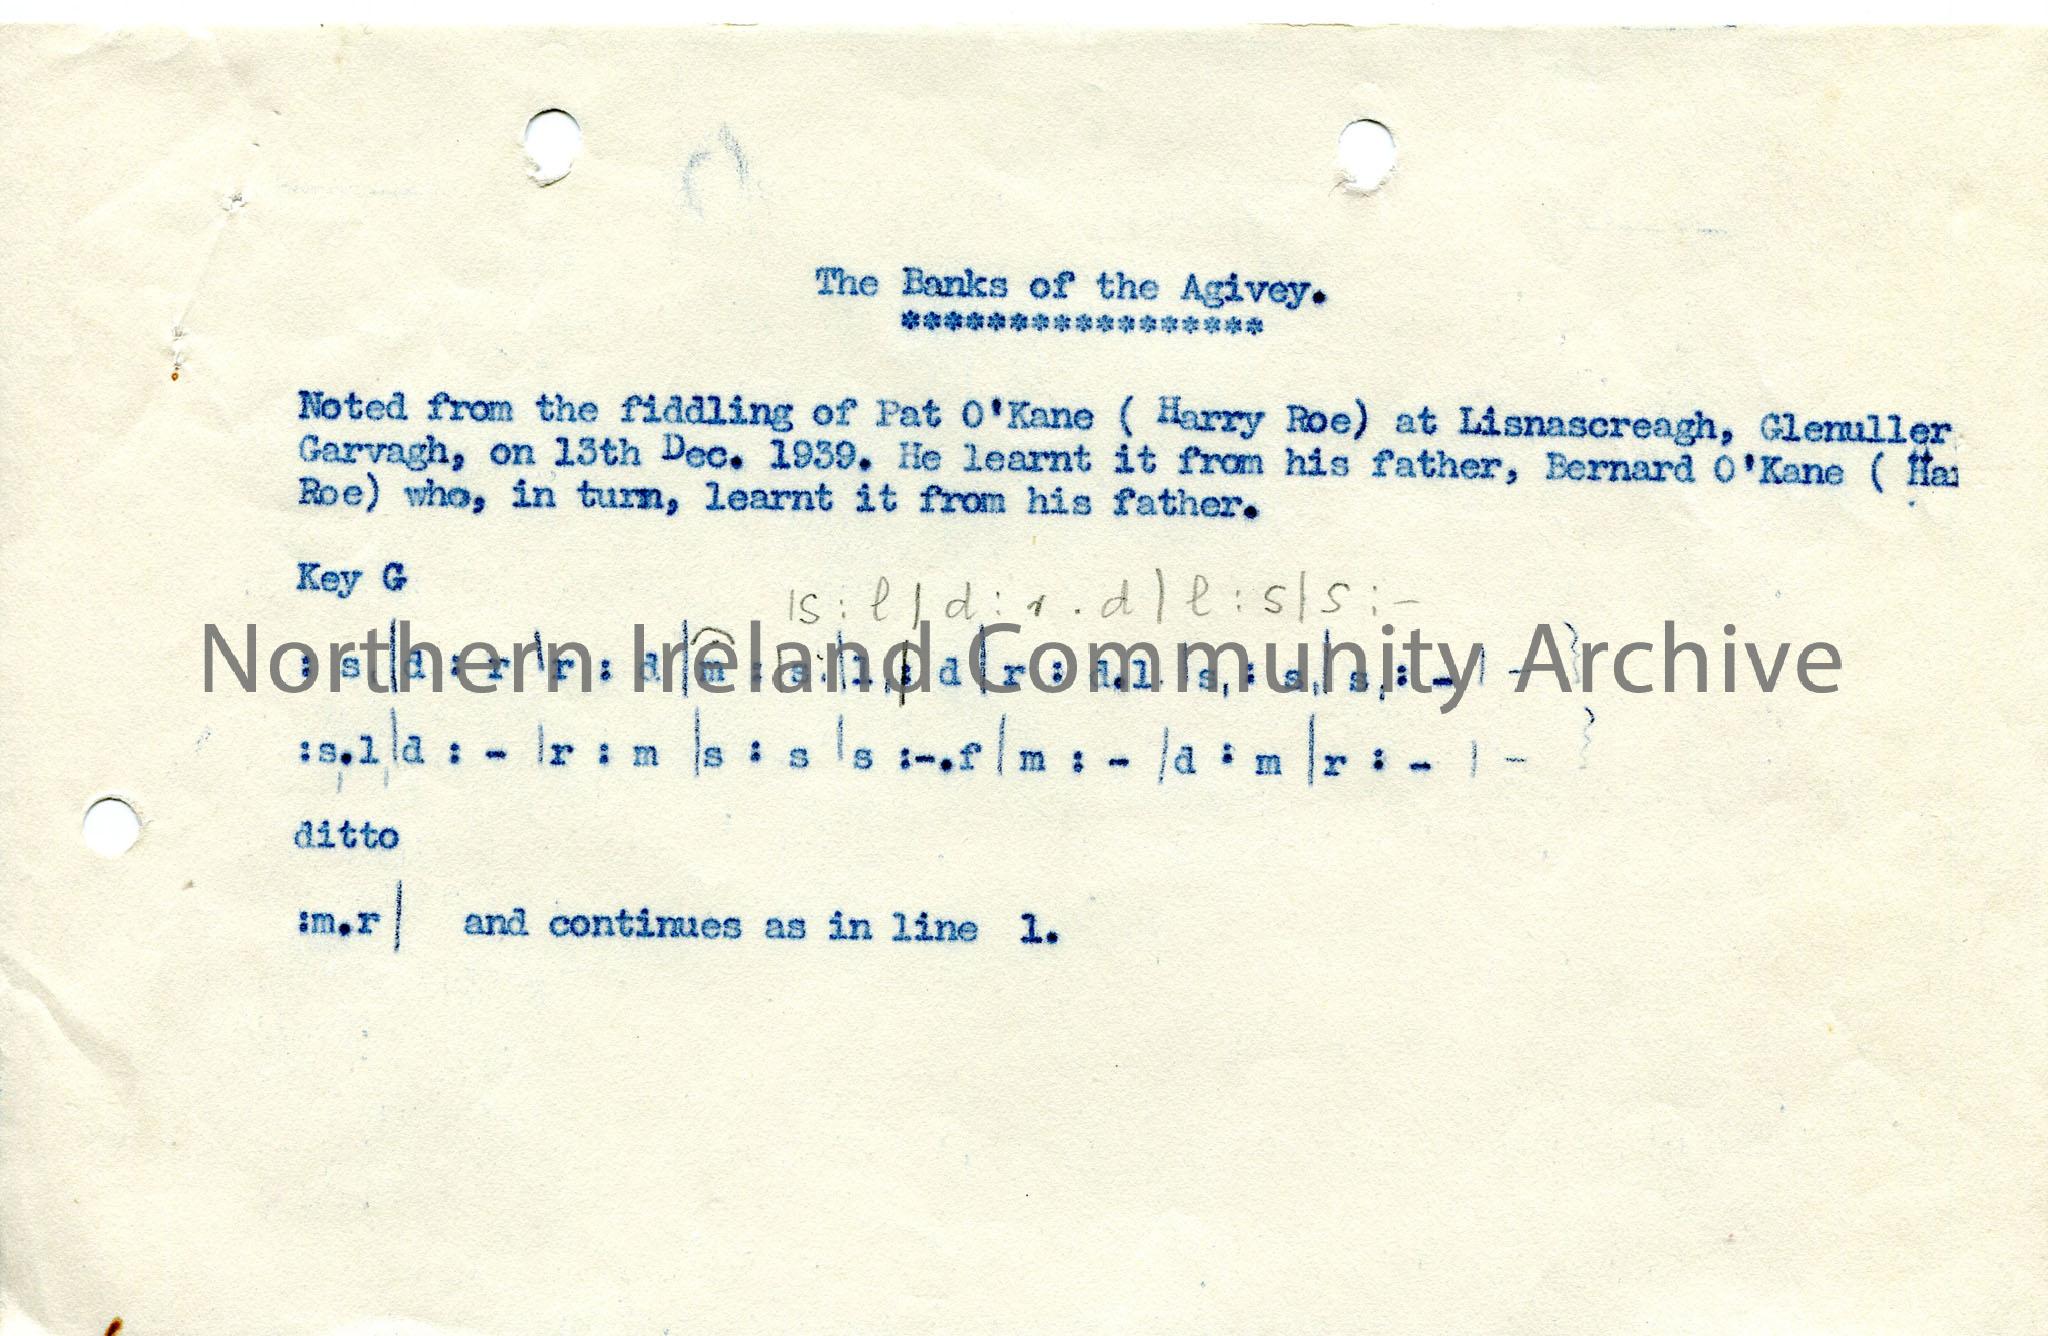 The Banks of the Agivey.
******************
Noted from the fiddling of Pat O'Kane ( Harry Roe) at Lisnascreagh, Glenuller
Garvagh, on 13th Dec. 1939. He learnt it from his father, Bernard O'Kane ( Har
Roe) who, in turn, learnt it from his father.
Key G
|s : l | d : r . d | l : s | s : -
: s, | d : r | r : d | m : s | l, : d | r : d.l, | s, : s, | s, : - | - }
:s,.l, | d : - | r : m | s : s | s :-.f | m : - | d : m | r : - | - }
ditto
:m.r | and continues as in line 1.
Northern Ireland Community Archive